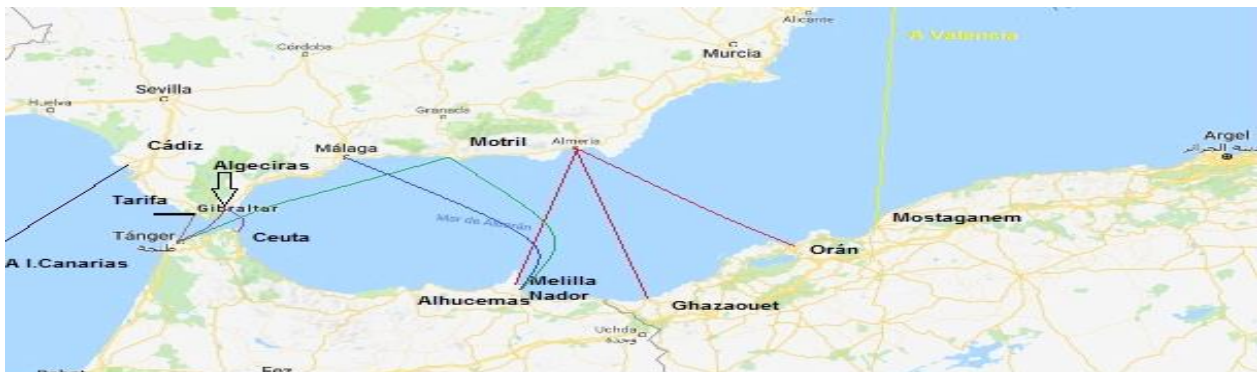 Alicante
A Valencia
Murcia
Córdoba
Sevilla
Huelva
Granada
Argel
مدينة الجزائر
Cádiz
Málaga
Motril
Almería
Algeciras
Tarifa
Gibraltar
Mostaganem
Mar de Alborán
Tánger
طنجة
Ceuta
Orán
A I.Canarias
Melilla
Alhucemas
Nador
Ghazaouet
Uchda
وجدة
Fez